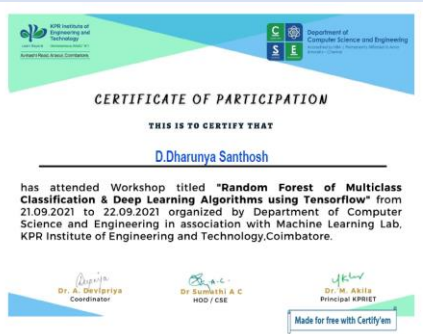 KPR Institute of
Engineering and
Technology
Avinashi Road, Arasur, Coimbatore.
C
S E
Department of
Computer Science and Engineering
CERTIFICATE OF PARTICIPATION
THIS IS TO CERTIFY THAT
D.Dharunya Santhosh
has attended Workshop titled "Random Forest of Multiclass
Classification & Deep Learning Algorithms using Tensorflow" from
21.09.2021 to 22.09.2021 organized by Department of Computer
Science and Engineering in association with Machine Learning Lab,
KPR Institute of Engineering and Technology,Coimbatore.
Dr. A. Devipriya
Coordinator
Dr Sumathi A C
HOD / CSE
Dr. M. Akila
Principal KPRIET
Made for free with Certify'em